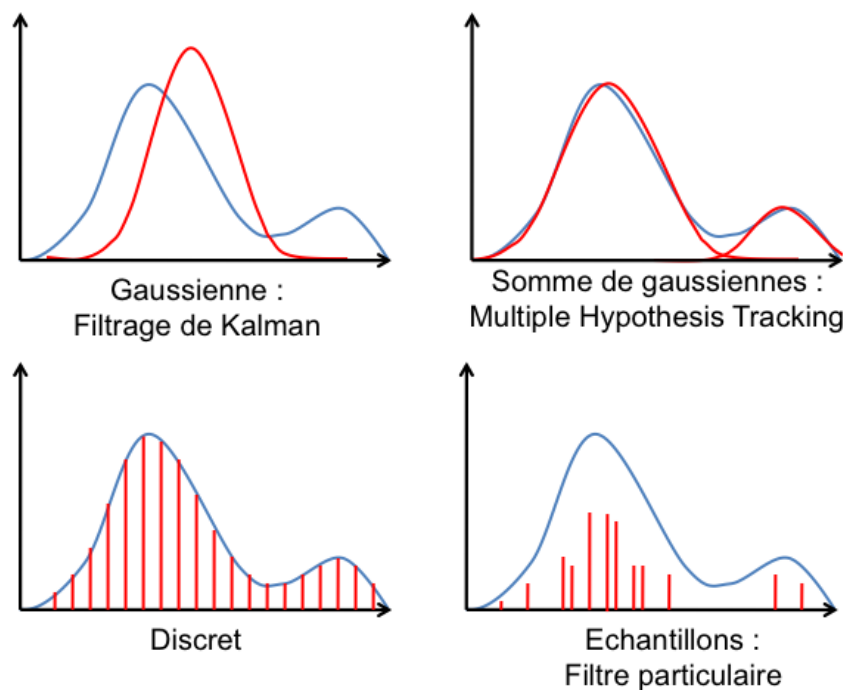 Gaussienne :
Filtrage de Kalman
Somme de gaussiennes :
Multiple Hypothesis Tracking
Discret
Echantillons :
Filtre particulaire